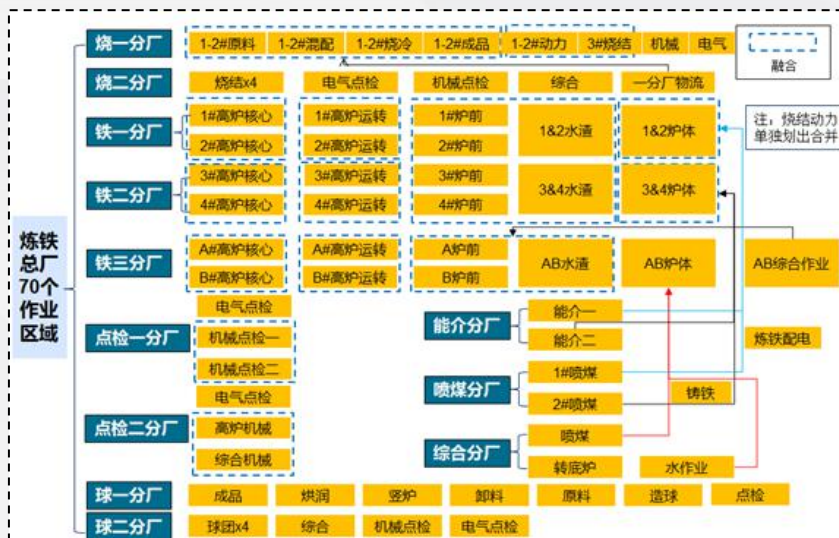 烧一分厂 1-2#原料 1-2#混配 1-2#烧冷 1-2#成品 1-2#动力 3#烧结 机械 电气
融合
烧二分厂 烧结x4 电气点检 机械点检 综合 一分厂物流
铁一分厂 1#高炉核心 1#高炉运转 1#炉前 1&2水渣 1&2炉体
2#高炉核心 2#高炉运转 2#炉前
注，烧结动力
单独划出合并
铁二分厂 3#高炉核心 3#高炉运转 3#炉前 3&4水渣 3&4炉体
4#高炉核心 4#高炉运转 4#炉前
炼铁
总厂
70个
作业
区域
铁三分厂 A#高炉核心 A#高炉运转 A炉前 AB水渣 AB炉体 AB综合作业
B#高炉核心 B#高炉运转 B炉前
电气点检
点检一分厂 机械点检一
机械点检二
能介分厂 能介一
能介二 炼铁配电
电气点检
点检二分厂 高炉机械
综合机械
喷煤分厂 1#喷煤
2#喷煤 铸铁
综合分厂 喷煤
转底炉 水作业
球一分厂 成品 烘润 竖炉 卸料 原料 造球 点检
球二分厂 球团x4 综合 机械点检 电气点检